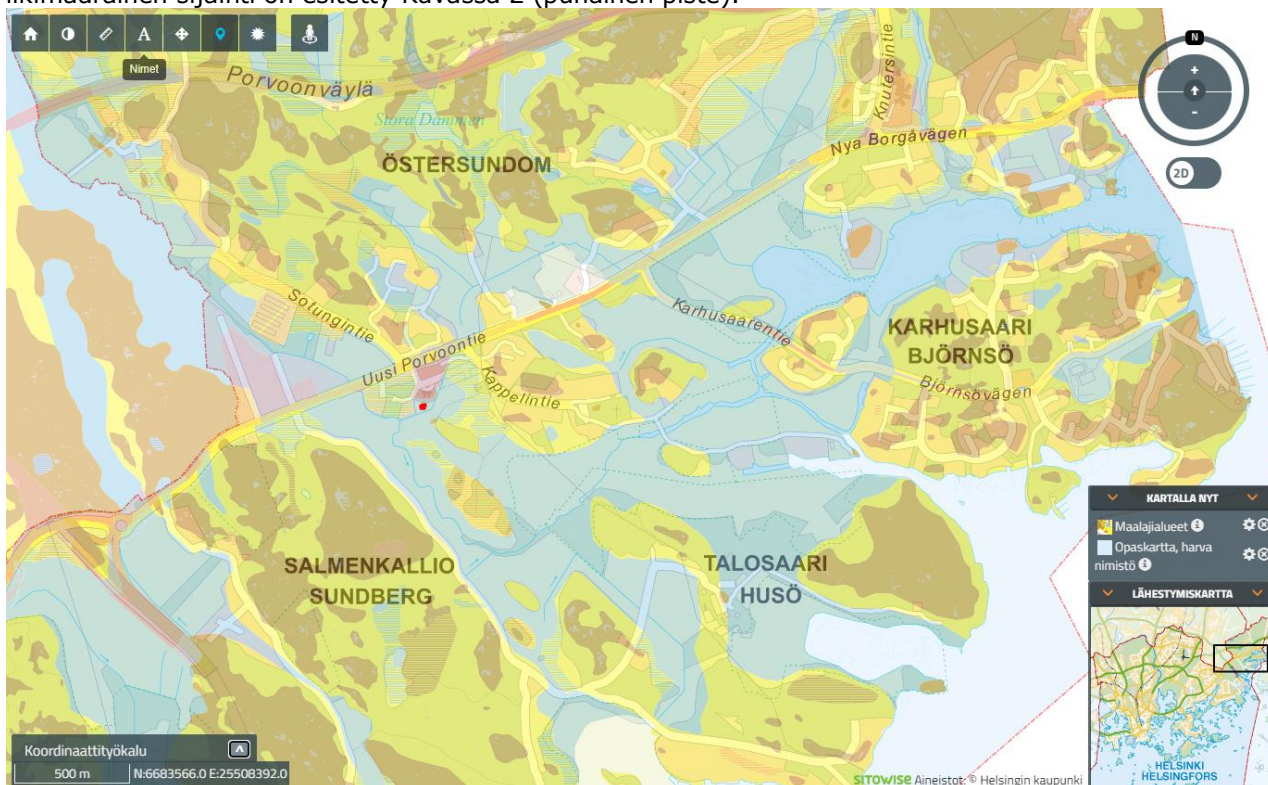 likimääräinen sijainti on esitetty Kuvassa 2 (punainen piste).
A
Nimet
N
2D
Porvoonväylä
Stora Dammen
ÖSTERSUNDOM
Knutersintie
Nya Borgåvägen
Sotungintie
Uusi Porvoontie
Kappelintie
Karhusaarentie
KARHUSAARI
BJÖRNSÖ
Björnsövägen
SALMENKALLIO
SUNDBERG
TALOSAARI
HUSÖ
KARTALLA NYT
Maalajialueet
Opaskartta, harva
nimistö
LÄHESTYMISKARTTA
HELSINKI
HELSINGFORS
Koordinaattityökalu
500 m
N:6683566.0 E:25508392.0
SITOWISE Aineistot: © Helsingin kaupunki